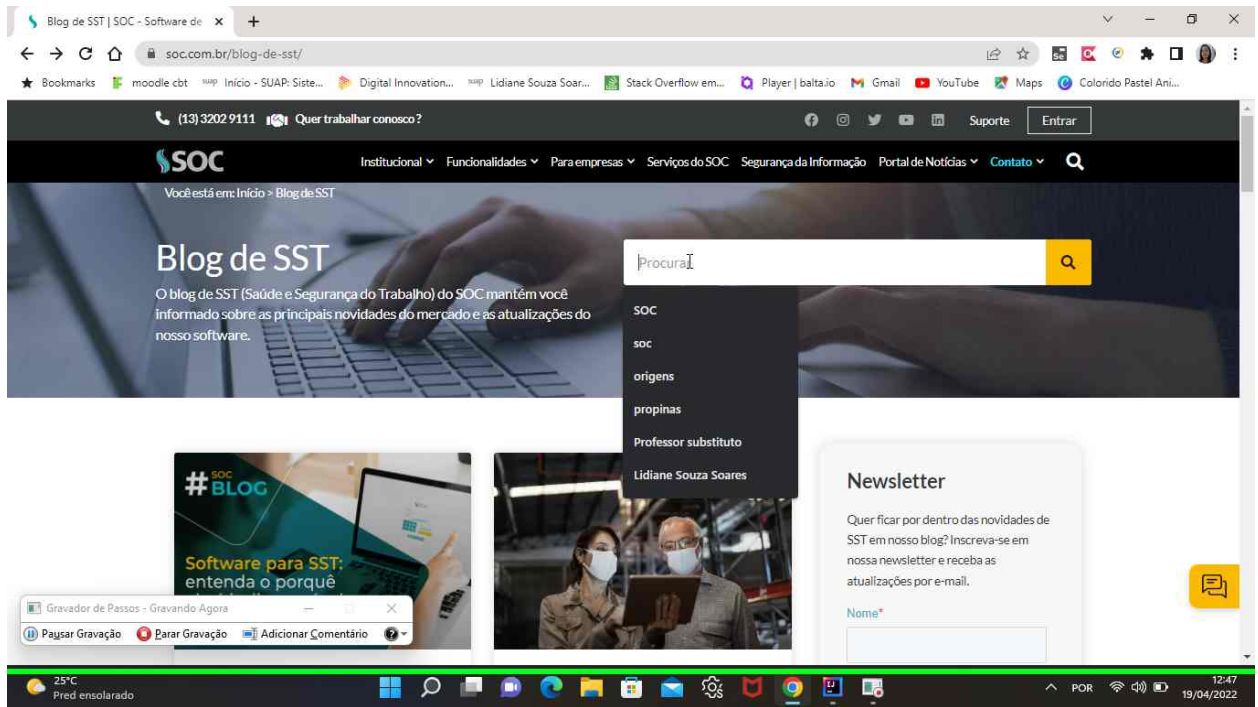 Blog de SST | SOC - Software de
soc.com.br/blog-de-sst/
Se
Bookmarks moodle cbt suap Início - SUAP: Siste... Digital Innovation... suap Lidiane Souza Soar... Stack Overflow em... Player | balta.io Gmail YouTube Maps Colorido Pastel Ani...
(13) 3202 9111 Quer trabalhar conosco? Suporte Entrar
SOC Institucional Funcionalidades Para empresas Serviços do SOC Segurança da Informação Portal de Notícias Contato
Você está em: Início > Blog de SST
Blog de SST
Procurar
O blog de SST (Saúde e Segurança do Trabalho) do SOC mantém você
informado sobre as principais novidades do mercado e as atualizações do
nosso software.
SOC
soc
origens
propinas
Professor substituto
Lidiane Souza Soares
# SOC
BLOG
Software para SST:
entenda o porquê
Newsletter
Quer ficar por dentro das novidades de
SST em nosso blog? Inscreva-se em
nossa newsletter e receba as
atualizações por e-mail.
Nome*
Gravador de Passos - Gravando Agora
Pausar Gravação Parar Gravação Adicionar Comentário
25°C
Pred ensolarado
POR
12:47
19/04/2022